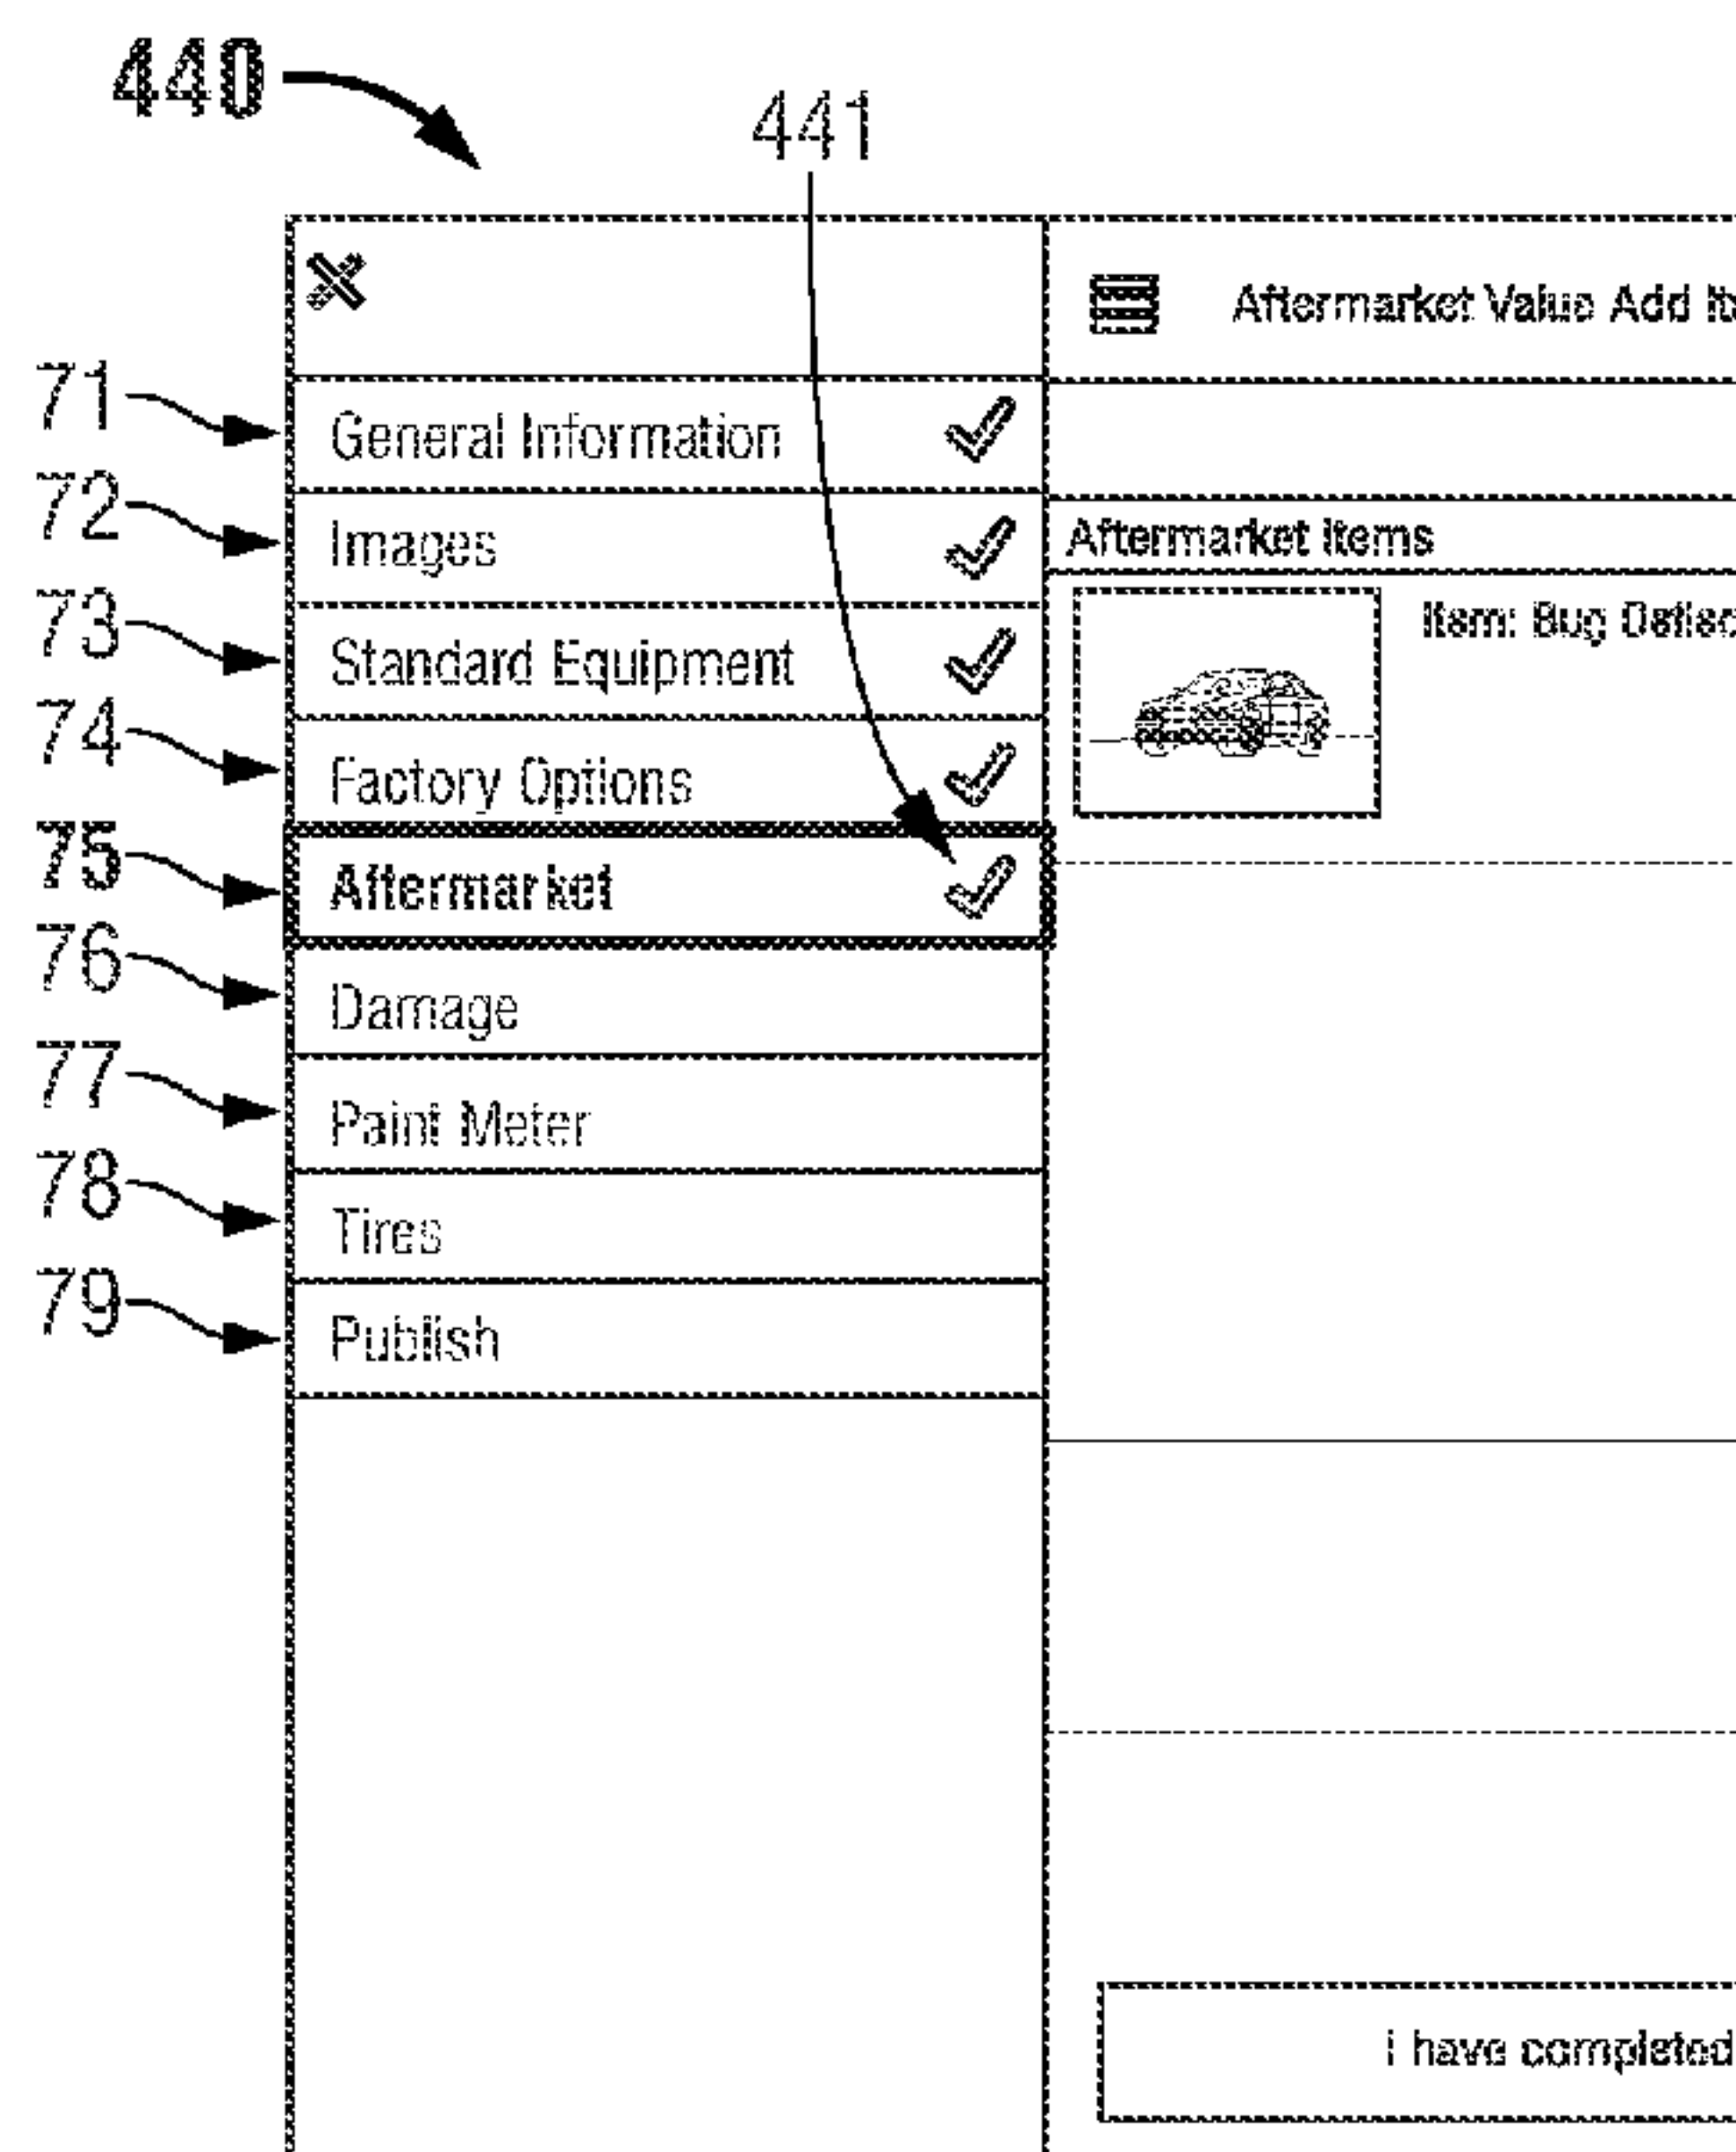 440
441
Aftermarket Value Add
71
General Information
72
Images
Aftermarket Items
73
Standard Equipment
Item: Bug Deflec
74
Factory Options
75
Aftermarket
76
Damage
77
Paint Meter
78
Tires
79
Publish
I have completed